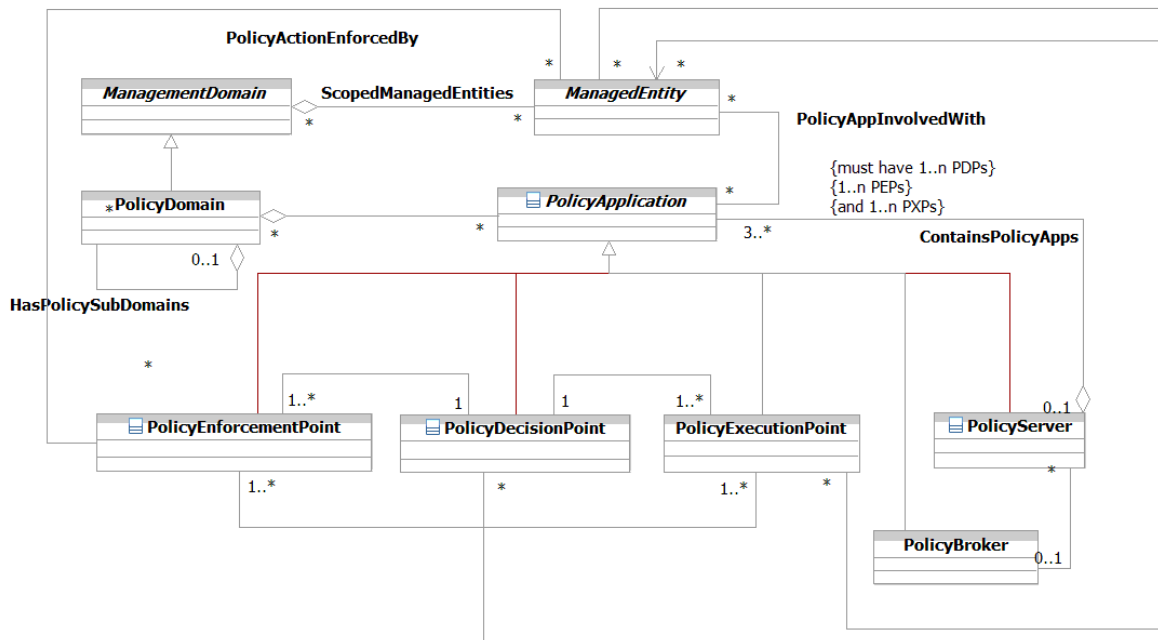 PolicyActionEnforcedBy
* * *
ManagementDomain
ScopedManagedEntities
ManagedEntity
* *
*
PolicyAppInvolvedWith
{must have 1..n PDPs}
{1..n PEPs}
{and 1..n PXPs}
*
PolicyDomain
*
PolicyApplication
* *
3..*
ContainsPolicyApps
0..1
HasPolicySubDomains
*
1..* 1 1 1..*
0..1
PolicyEnforcementPoint
PolicyDecisionPoint
PolicyExecutionPoint
PolicyServer
*
1..* * 1..* *
PolicyBroker
0..1